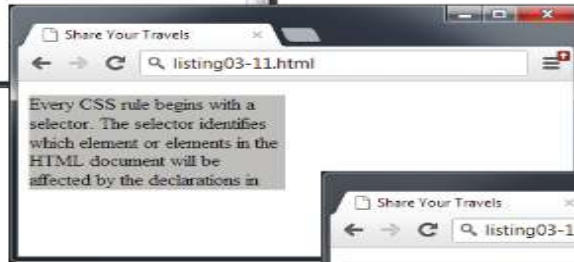 Share Your Travels
listing03-11.html
Every CSS rule begins with a
selector. The selector identifies
which element or elements in the
HTML document will be
affected by the declarations in
Share Your Travels
listing03-1